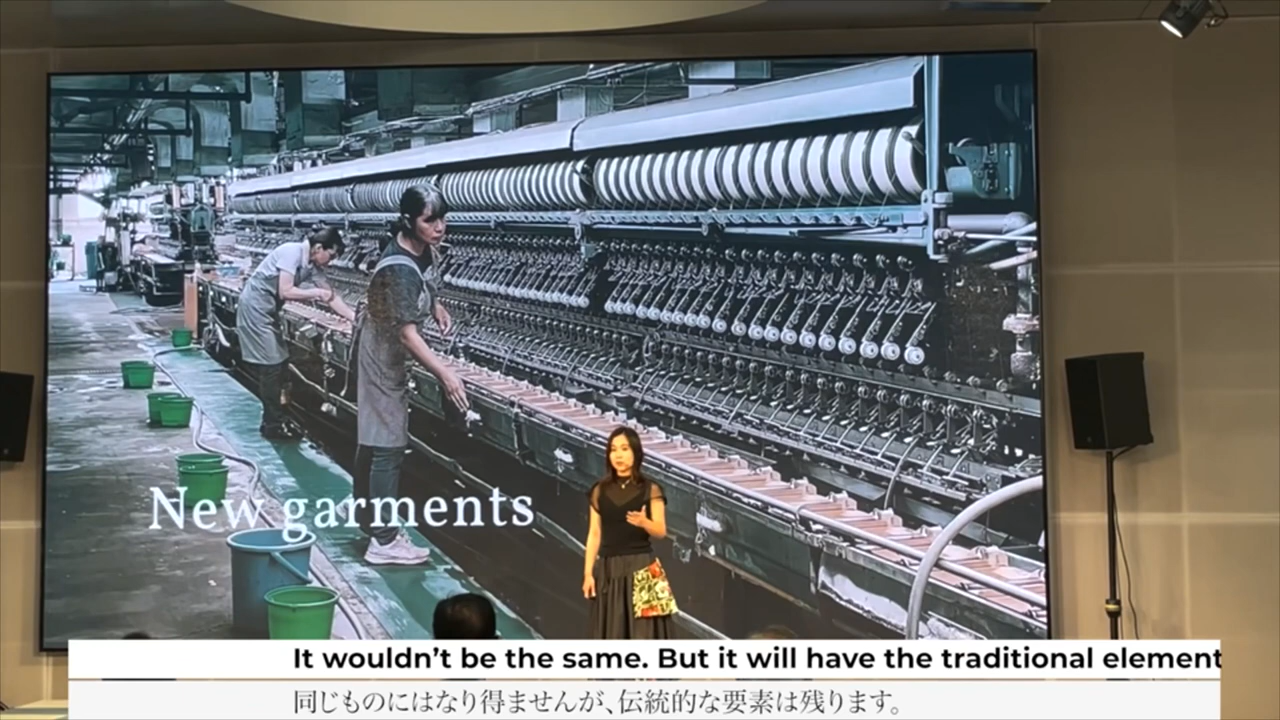 New garments
It wouldn't be the same. But it will have the traditional element
同じものにはなり得ませんが、伝統的な要素は残ります。